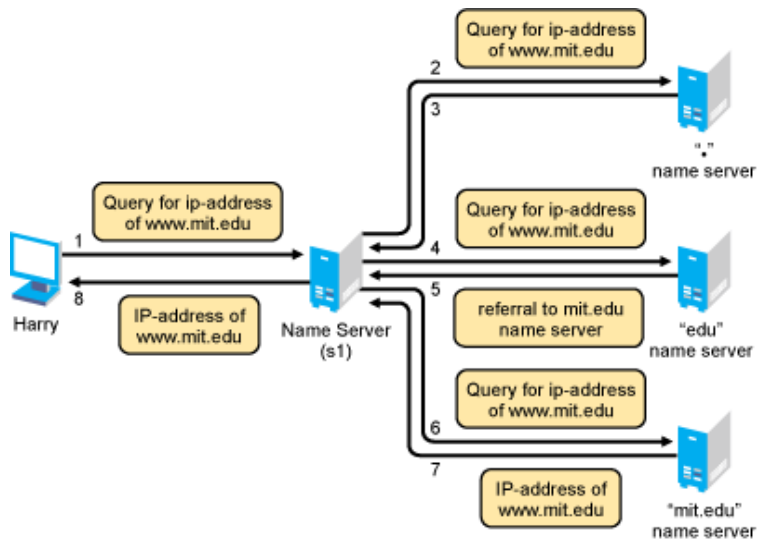 Query for ip-address
of www.mit.edu
2
3
"."
name server
Query for ip-address
of www.mit.edu
1
8
Harry
IP-address of
www.mit.edu
Name Server
(s1)
Query for ip-address
of www.mit.edu
4
5
referral to mit.edu
name server
"edu"
name server
Query for ip-address
of www.mit.edu
6
7
IP-address of
www.mit.edu
"mit.edu"
name server